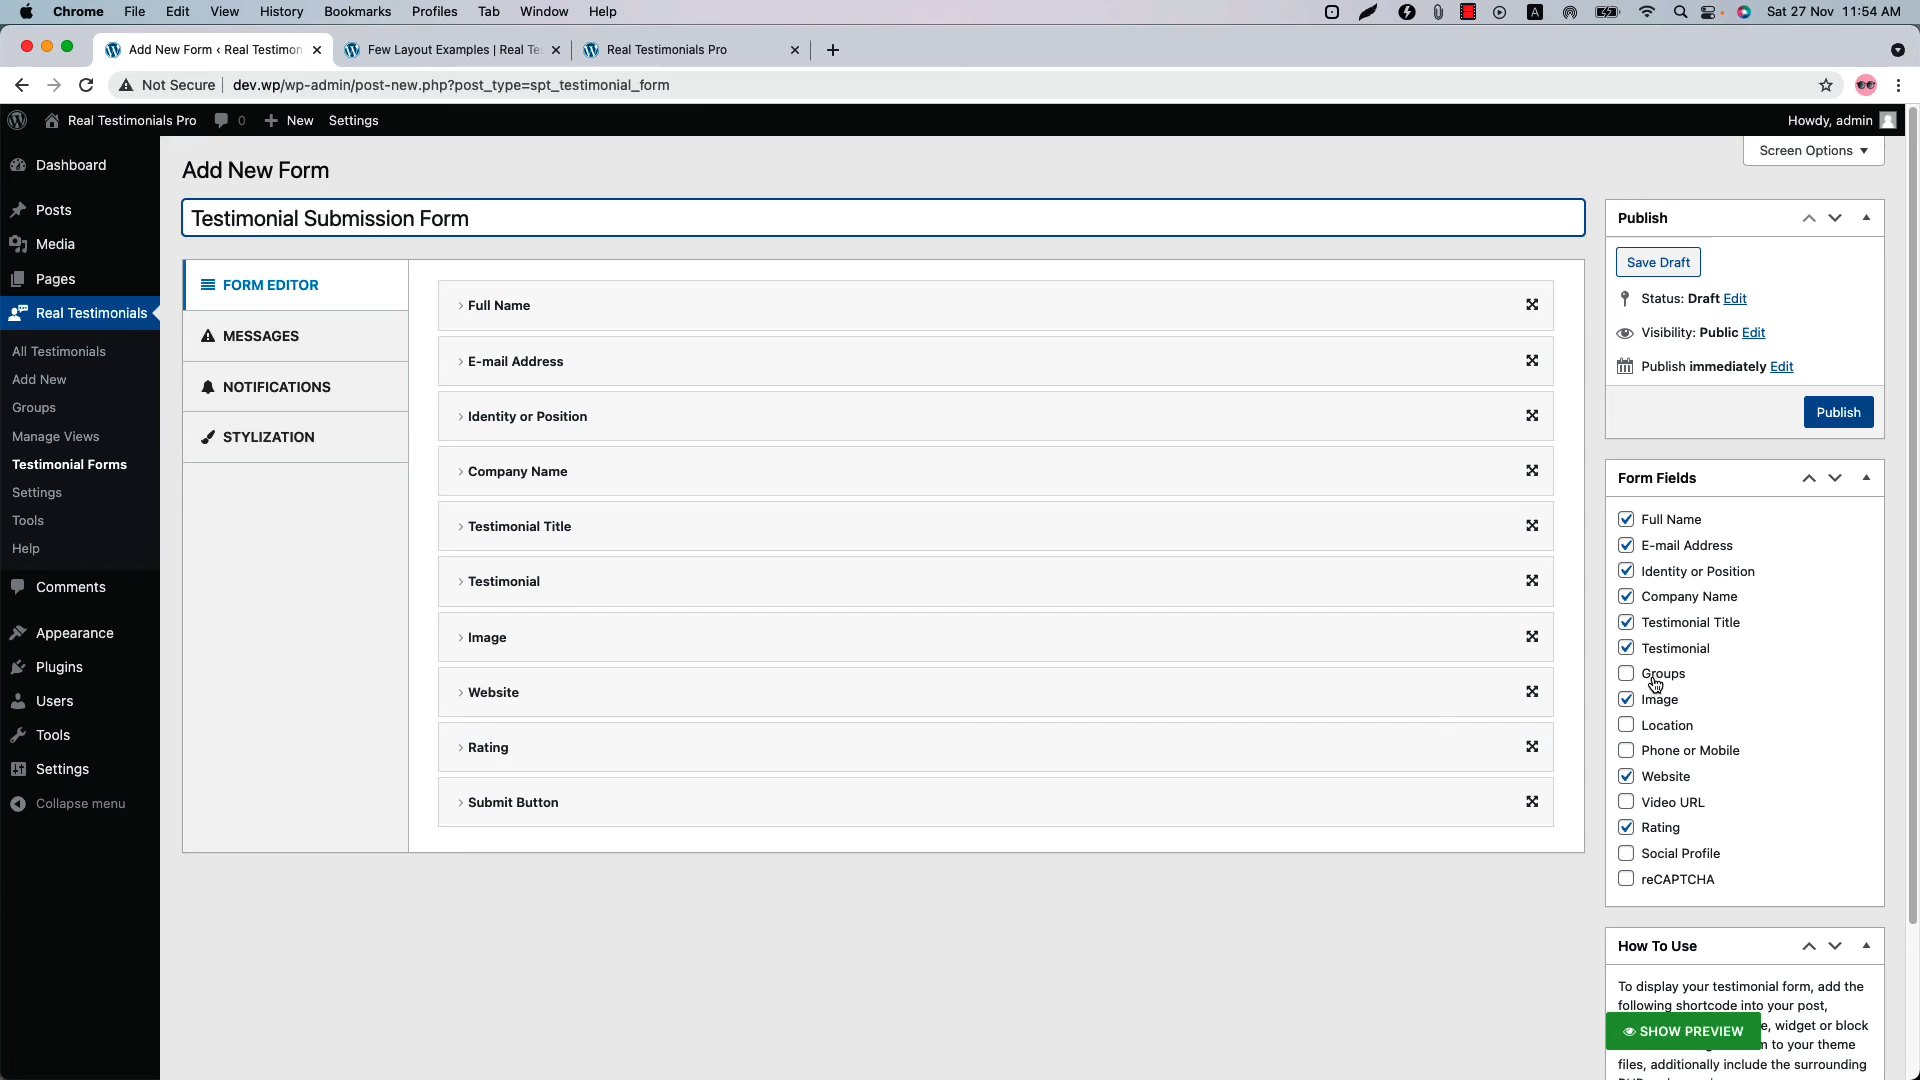 Chrome File Edit View History Bookmarks Profiles Tab Window Help
A Sat 27 Nov 11:54 AM
Add New Form ‹ Real Testimon
Few Layout Examples | Real Te
Real Testimonials Pro
Not Secure dev.wp/wp-admin/post-new.php?post_type=spt_testimonial_form
Real Testimonials Pro 0 New Settings
Howdy, admin
Dashboard
Posts
Media
Pages
Real Testimonials
All Testimonials
Add New
Groups
Manage Views
Testimonial Forms
Settings
Tools
Help
Comments
Appearance
Plugins
Users
Tools
Settings
Collapse menu
Add New Form
Screen Options
Testimonial Submission Form
FORM EDITOR
MESSAGES
NOTIFICATIONS
STYLIZATION
Full Name
E-mail Address
Identity or Position
Company Name
Testimonial Title
Testimonial
Image
Website
Rating
Submit Button
Publish
Save Draft
Status: Draft Edit
Visibility: Public Edit
Publish immediately Edit
Publish
Form Fields
Full Name
E-mail Address
Identity or Position
Company Name
Testimonial Title
Testimonial
Groups
Image
Location
Phone or Mobile
Website
Video URL
Rating
Social Profile
reCAPTCHA
How To Use
To display your testimonial form, add the
following shortcode into your post,
e, widget or block
SHOW PREVIEW
m to your theme
files, additionally include the surrounding